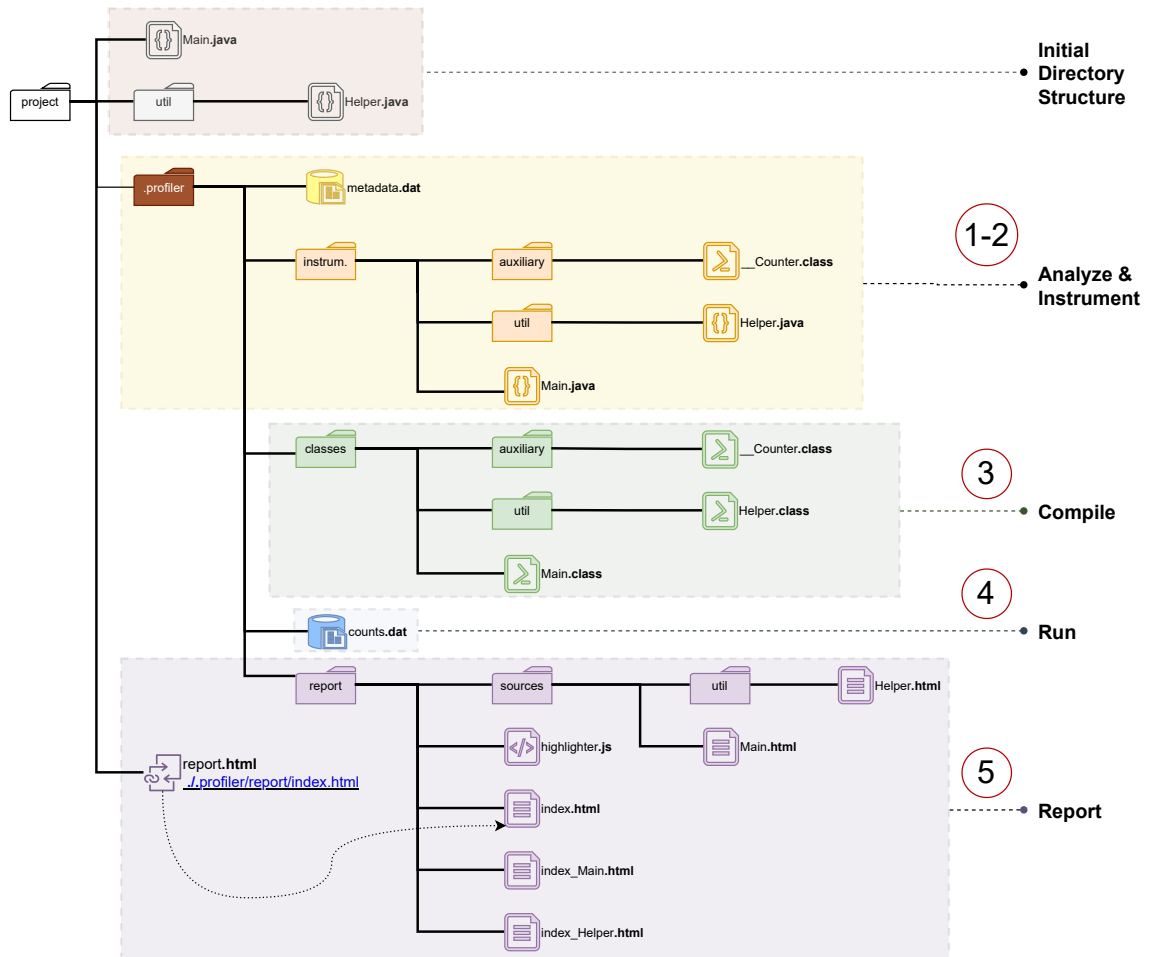 Main.java
Initial
Directory
Structure
project
util
Helper.java
.profiler
metadata.dat
1-2
instrum.
auxiliary
__Counter.class
Analyze &
Instrument
util
Helper.java
Main.java
classes
auxiliary
__Counter.class
3
util
Helper.class
Compile
Main.class
4
counts.dat
Run
report
sources
util
Helper.html
highlighter.js
Main.html
report.html
./.profiler/report/index.html
5
index.html
Report
index_Main.html
index_Helper.html